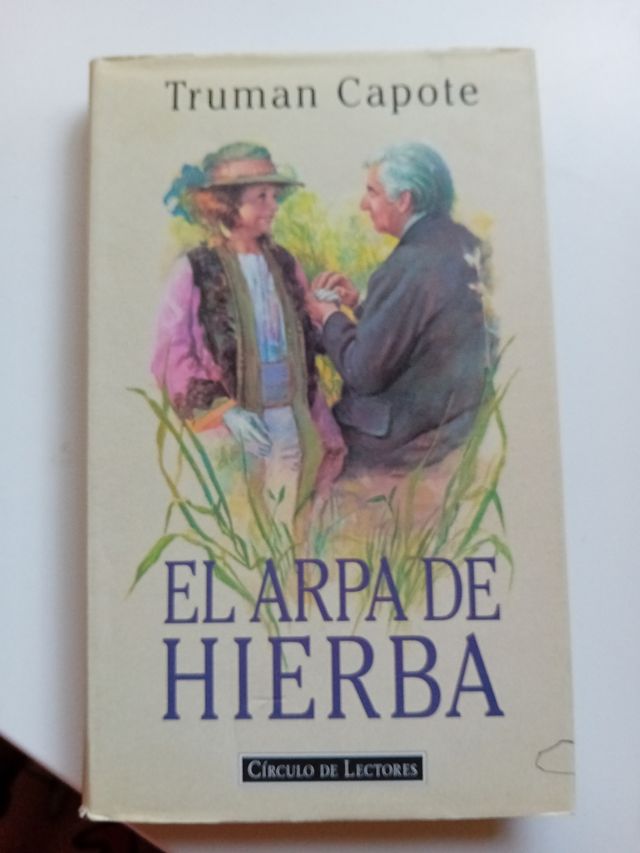 Truman Capote
EL ARPA DE
HIERBA
CÍRCULO DE LECTORES